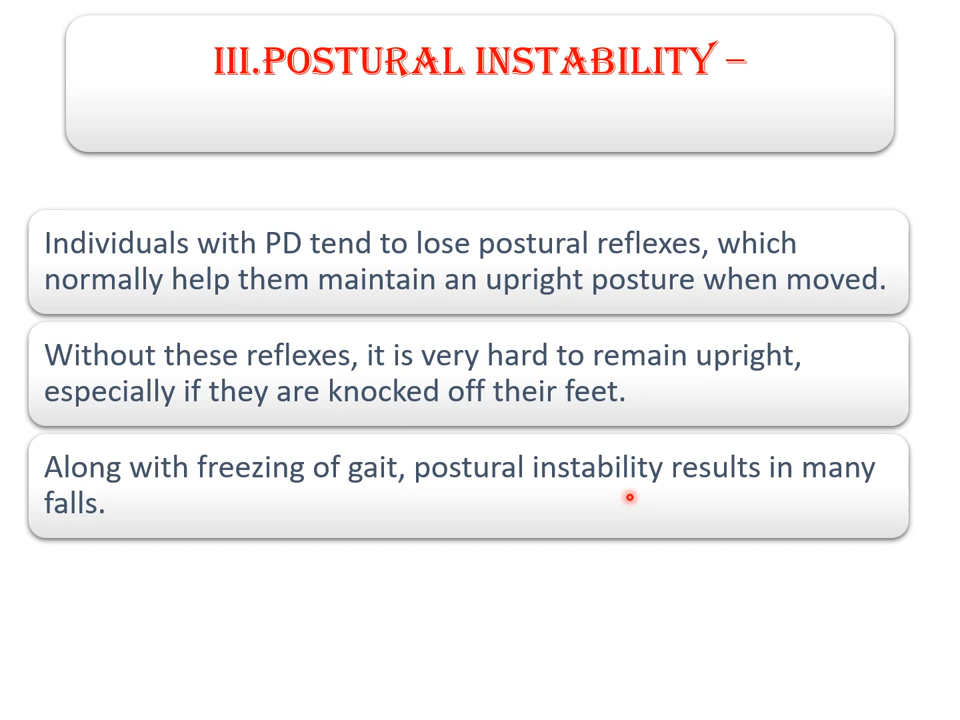 III.POSTURAL INSTABILITY –
Individuals with PD tend to lose postural reflexes, which
normally help them maintain an upright posture when moved.
Without these reflexes, it is very hard to remain upright,
especially if they are knocked off their feet.
Along with freezing of gait, postural instability results in many
falls.